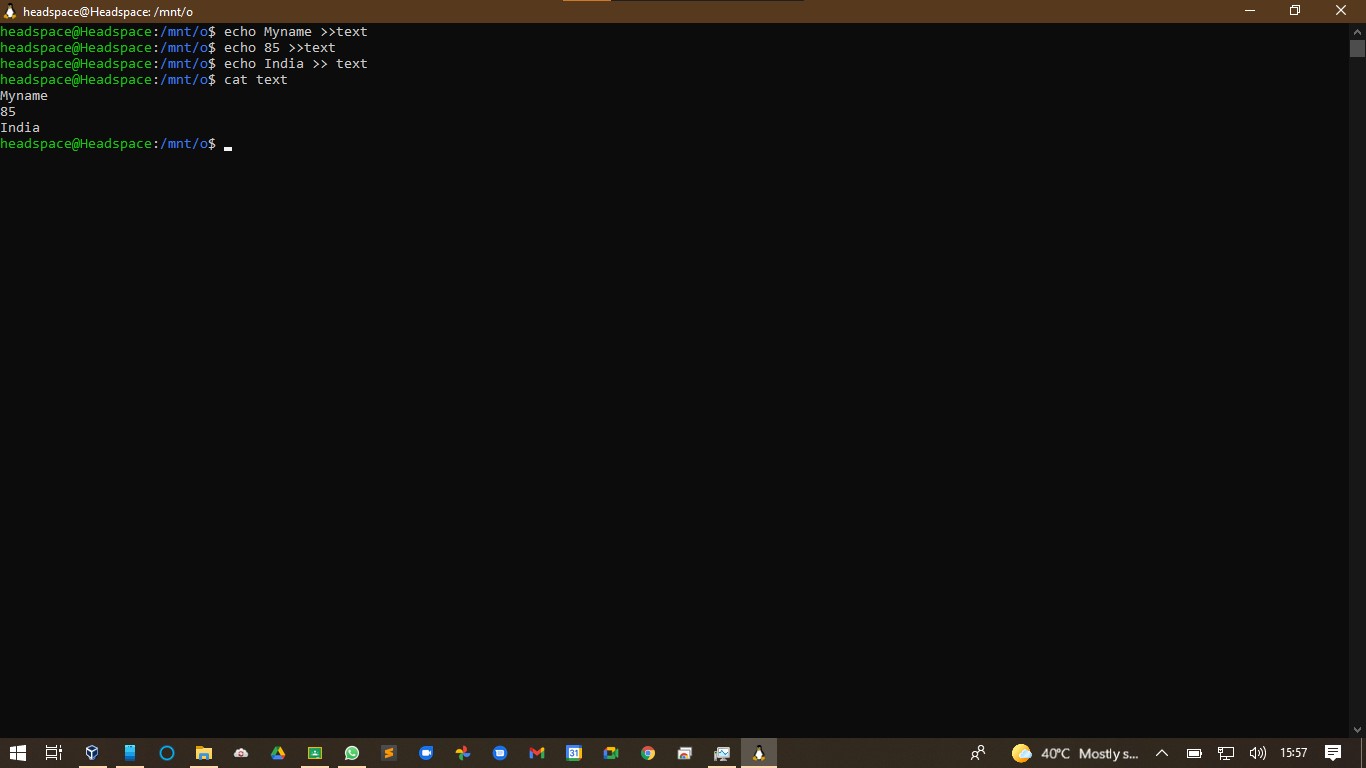 headspace@Headspace: /mnt/o
headspace@Headspace:/mnt/o$ echo Myname >>text
headspace@Headspace:/mnt/o$ echo 85 >>text
headspace@Headspace:/mnt/o$ echo India >> text
headspace@Headspace:/mnt/o$ cat text
Myname
85
India
headspace@Headspace:/mnt/o$
31
40°C Mostly s...
15:57